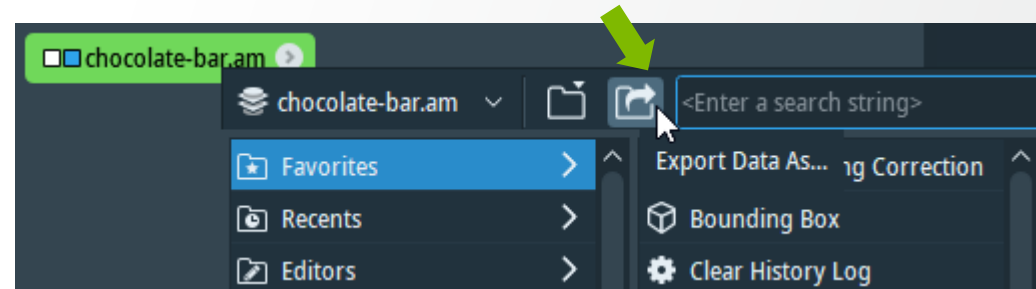 chocolate-bar.am
chocolate-bar.am
<Enter a search string>
Favorites
Export Data As...
ng Correction
Recents
Bounding Box
Editors
Clear History Log